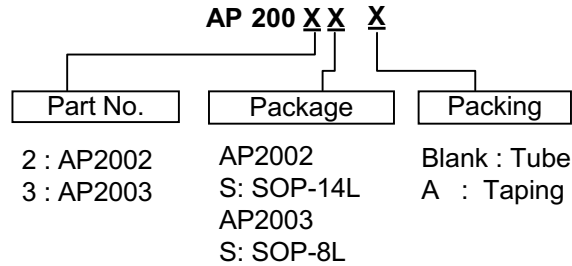 AP 200 X X X
Part No.
Package
Packing
2 : AP2002
3 : AP2003
AP2002
S: SOP-14L
AP2003
S: SOP-8L
Blank : Tube
A : Taping